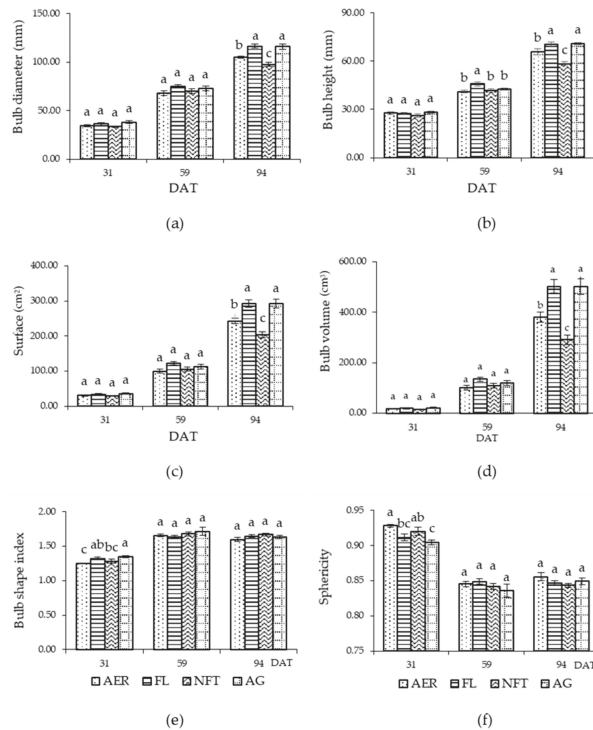 150.00
100.00
50.00
0.00
Bulb diameter (mm)
a a a a
a a a a
b a c a
31 59 94
DAT
(a)
90.00
60.00
30.00
0.00
Bulb height (mm)
a a a a
b a b b
b a c a
31 59 94
DAT
(b)
400.00
300.00
200.00
100.00
0.00
Surface (cm²)
a a a a
a a a a
b a c a
31 59 94
DAT
(c)
600.00
400.00
200.00
0.00
Bulb volume (cm³)
a a a a
a a a a
b a c a
31 59 94
DAT
(d)
2.00
1.50
1.00
0.50
0.00
Bulb shape index
c ab bc a
a a a a
a a a a
31 59 94 DAT
AER FL NFT AG
(e)
0.95
0.90
0.85
0.80
0.75
Sphericity
a bc ab c
a a a a
a a a a
31 59 94 DAT
AER FL NFT AG
(f)